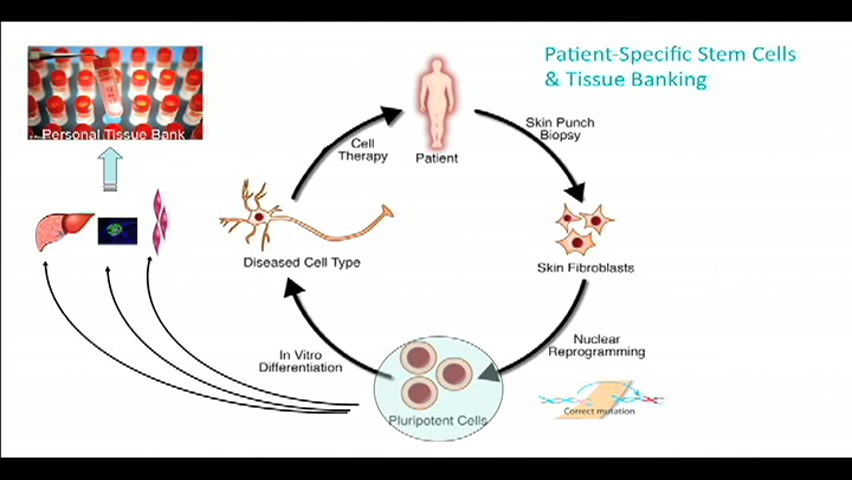 Patient-Specific Stem Cells
& Tissue Banking
Personal Tissue Bank
Skin Punch
Biopsy
Cell
Therapy
Patient
Diseased Cell Type
Skin Fibroblasts
In Vitro
Differentiation
Nuclear
Reprogramming
Correct mutation
Pluripotent Cells